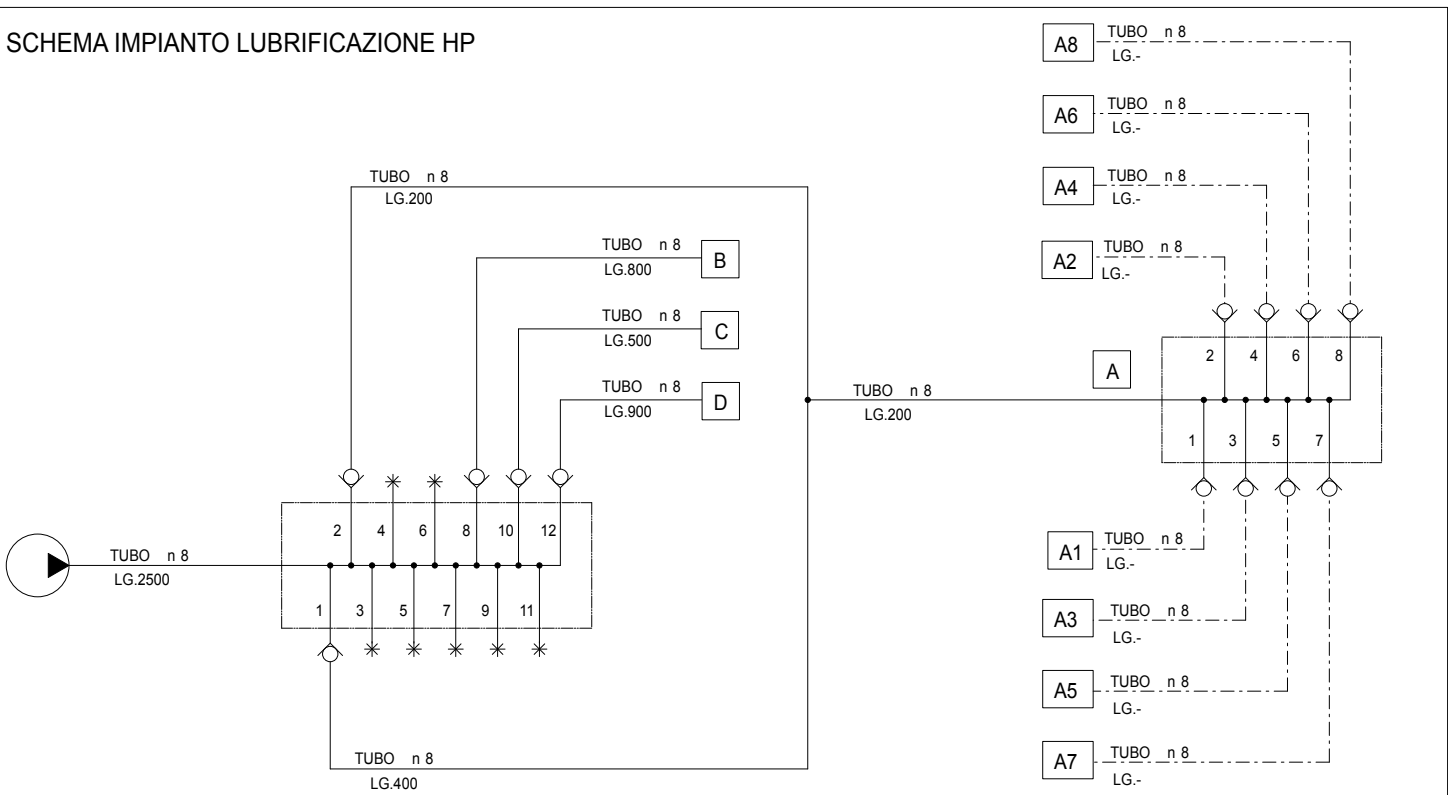 SCHEMA IMPIANTO LUBRIFICAZIONE HP
A8
TUBO n 8
LG.-
A6
TUBO n 8
LG.-
A4
TUBO n 8
LG.-
A2
TUBO n 8
LG.-
TUBO n 8
LG.200
TUBO n 8
LG.800
B
TUBO n 8
LG.500
C
TUBO n 8
LG.900
D
TUBO n 8
LG.200
A
2 4 6 8
1 3 5 7
TUBO n 8
LG.2500
2 4 6 8 10 12
1 3 5 7 9 11
TUBO n 8
LG.400
A1
TUBO n 8
LG.-
A3
TUBO n 8
LG.-
A5
TUBO n 8
LG.-
A7
TUBO n 8
LG.-